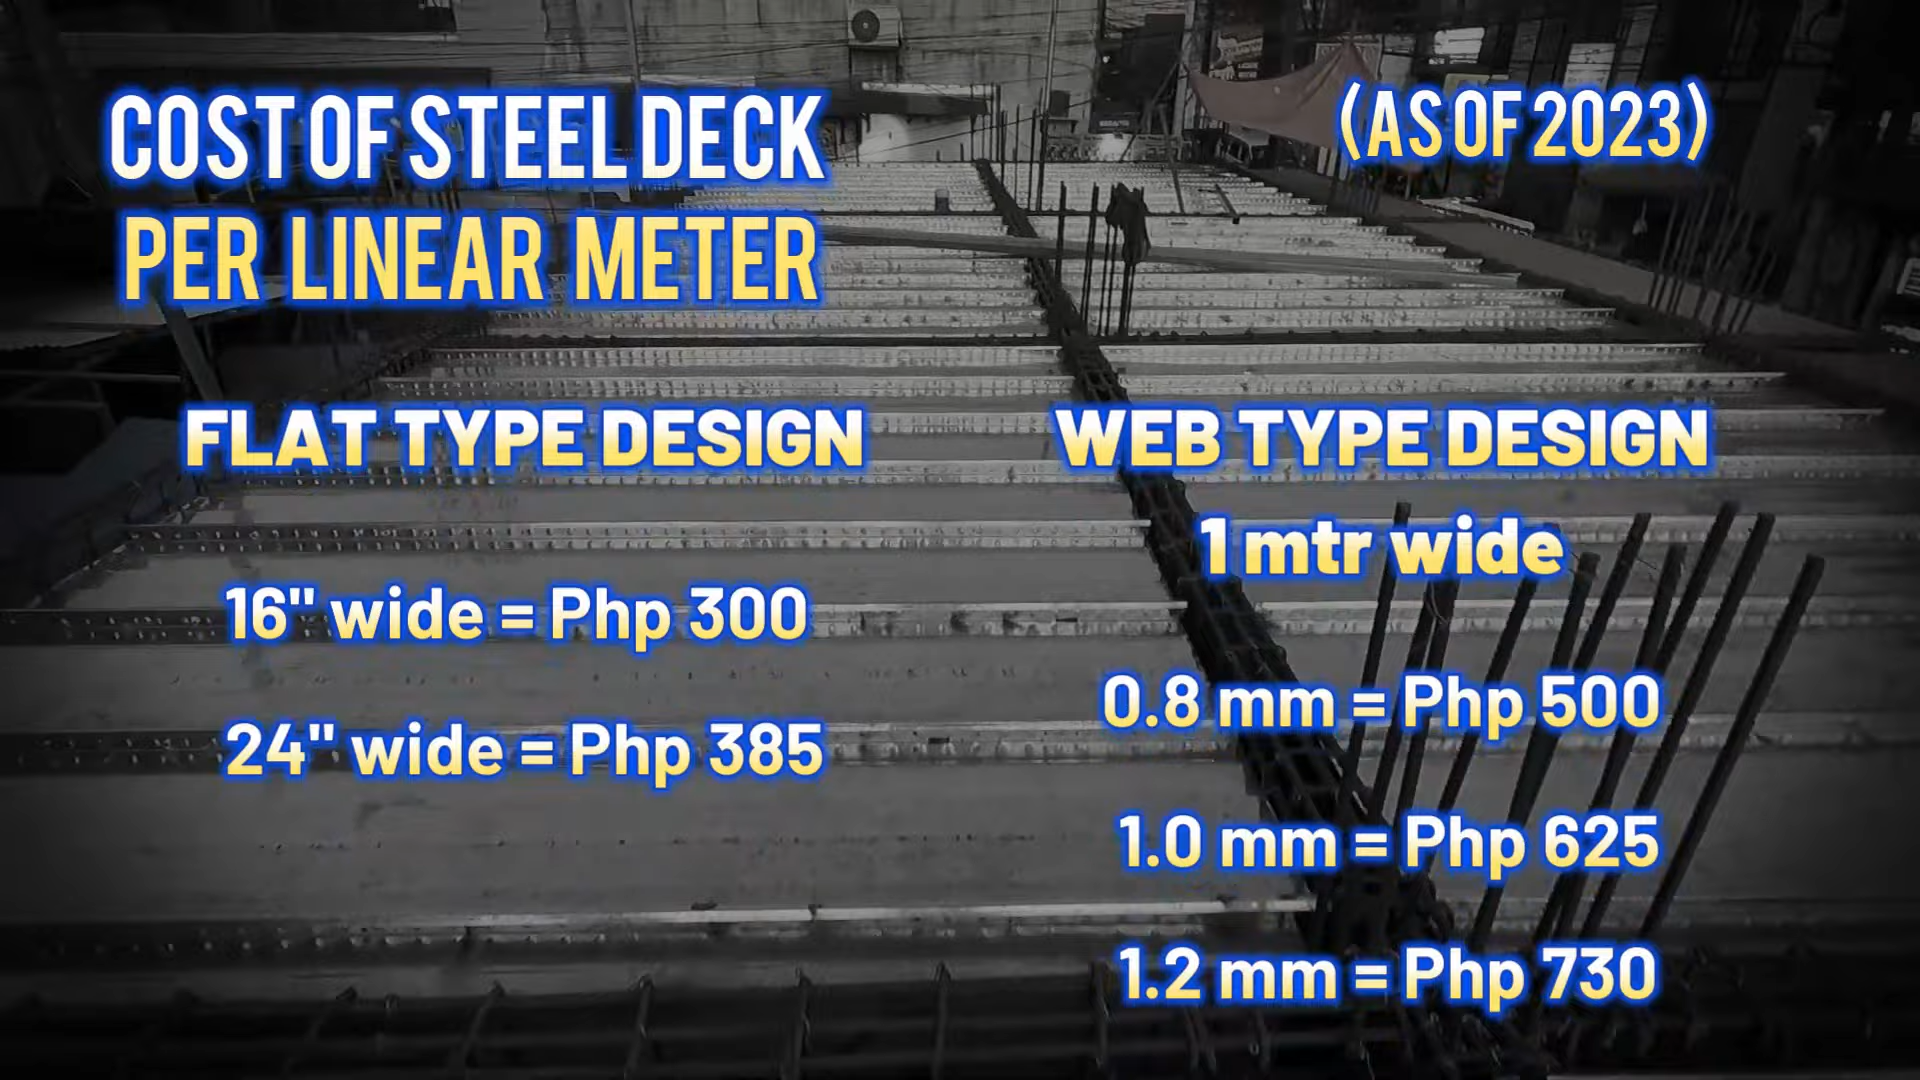 COST OF STEEL DECK
PER LINEAR METER
(AS OF 2023)
FLAT TYPE DESIGN
16" wide = Php 300
24" wide = Php 385
WEB TYPE DESIGN
1 mtr wide
0.8 mm = Php 500
1.0 mm = Php 625
1.2 mm = Php 730